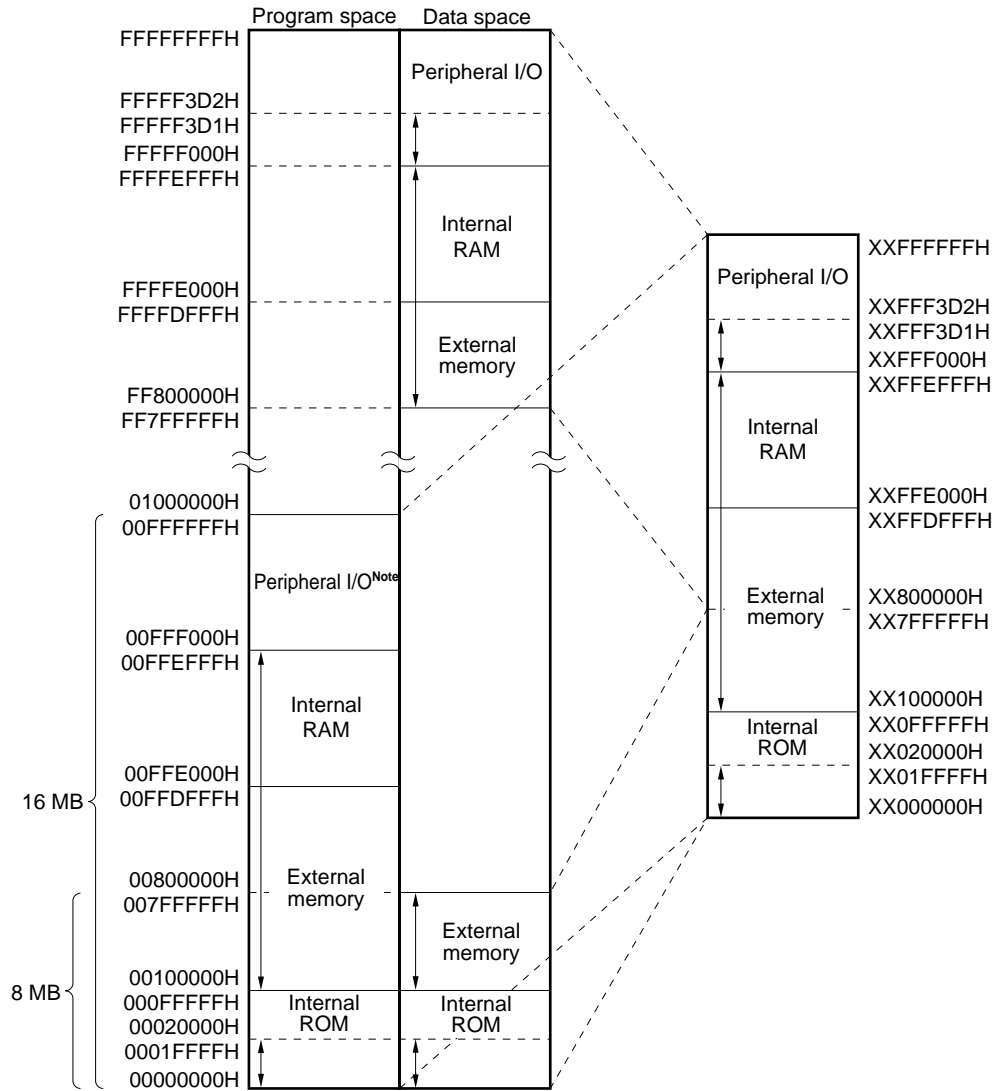 Program space
Data space
FFFFFFFFH
FFFFF3D2H
FFFFF3D1H
FFFFF000H
FFFFEFFFH
FFFFE000H
FFFFDFFFH
FF800000H
FF7FFFFFH
01000000H
00FFFFFFH
00FFF000H
00FFEFFFH
00FFE000H
00FFDFFFH
00800000H
007FFFFFH
00100000H
000FFFFFH
00020000H
0001FFFFH
00000000H
16 MB
8 MB
Peripheral I/ONote
Internal
RAM
External
memory
Internal
ROM
Peripheral I/O
Internal
RAM
External
memory
External
memory
Internal
ROM
Peripheral I/O
Internal
RAM
External
memory
Internal
ROM
XXFFFFFFH
XXFFF3D2H
XXFFF3D1H
XXFFF000H
XXFFEFFFH
XXFFE000H
XXFFDFFFH
XX800000H
XX7FFFFFH
XX100000H
XX0FFFFFH
XX020000H
XX01FFFFH
XX000000H